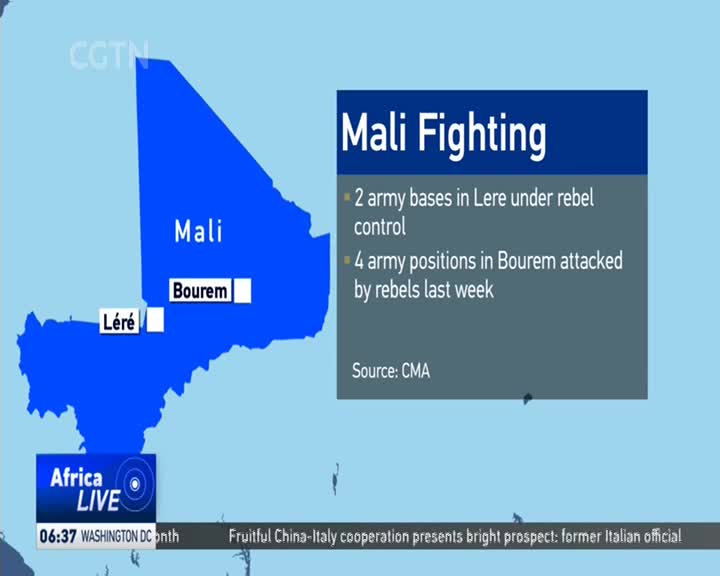 CGTN
Mali Fighting
2 army bases in Lere under rebel
control
4 army positions in Bourem attacked
by rebels last week
Source: CMA
Mali
Bourem
Léré
Africa
LIVE
06:37 WASHINGTON DC
onth Fruitful China-Italy cooperation presents bright prospect: former Italian official